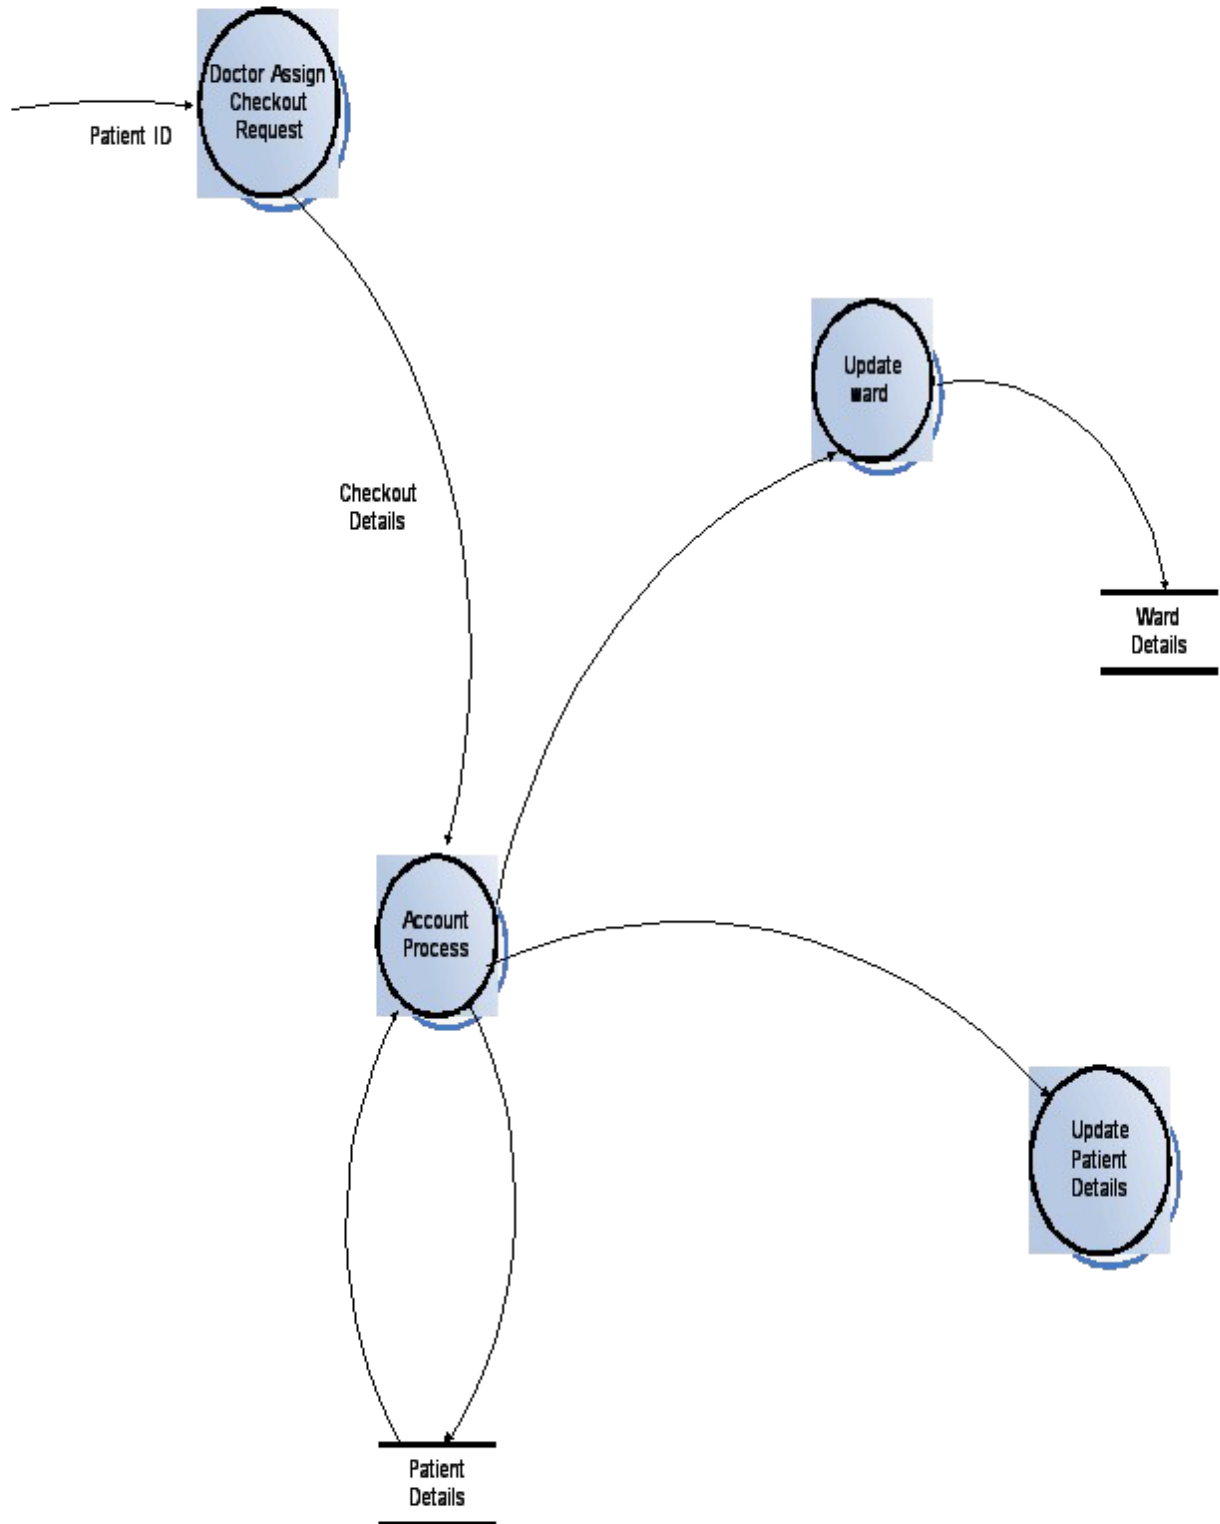 Doctor Assign
Checkout
Request
Patient ID
Update
ward
Checkout
Details
Ward
Details
Account
Process
Update
Patient
Details
Patient
Details